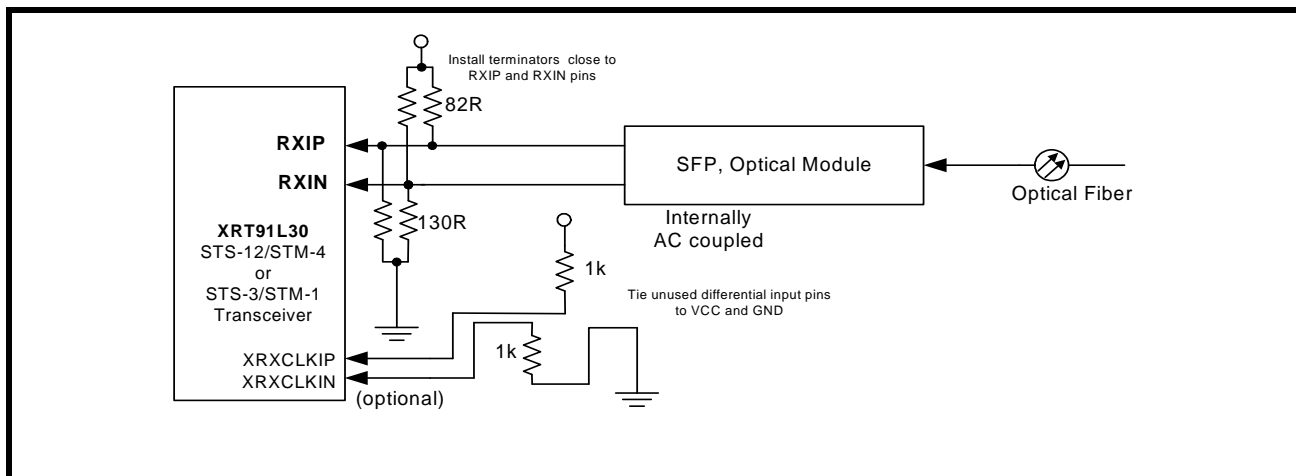 Install terminators close to
RXIP and RXIN pins
82R
RXIP
RXIN
SFP, Optical Module
Optical Fiber
Internally
AC coupled
130R
XRT91L30
STS-12/STM-4
or
STS-3/STM-1
Transceiver
1k
Tie unused differential input pins
to VCC and GND
1k
XRXCLKIP
XRXCLKIN
(optional)